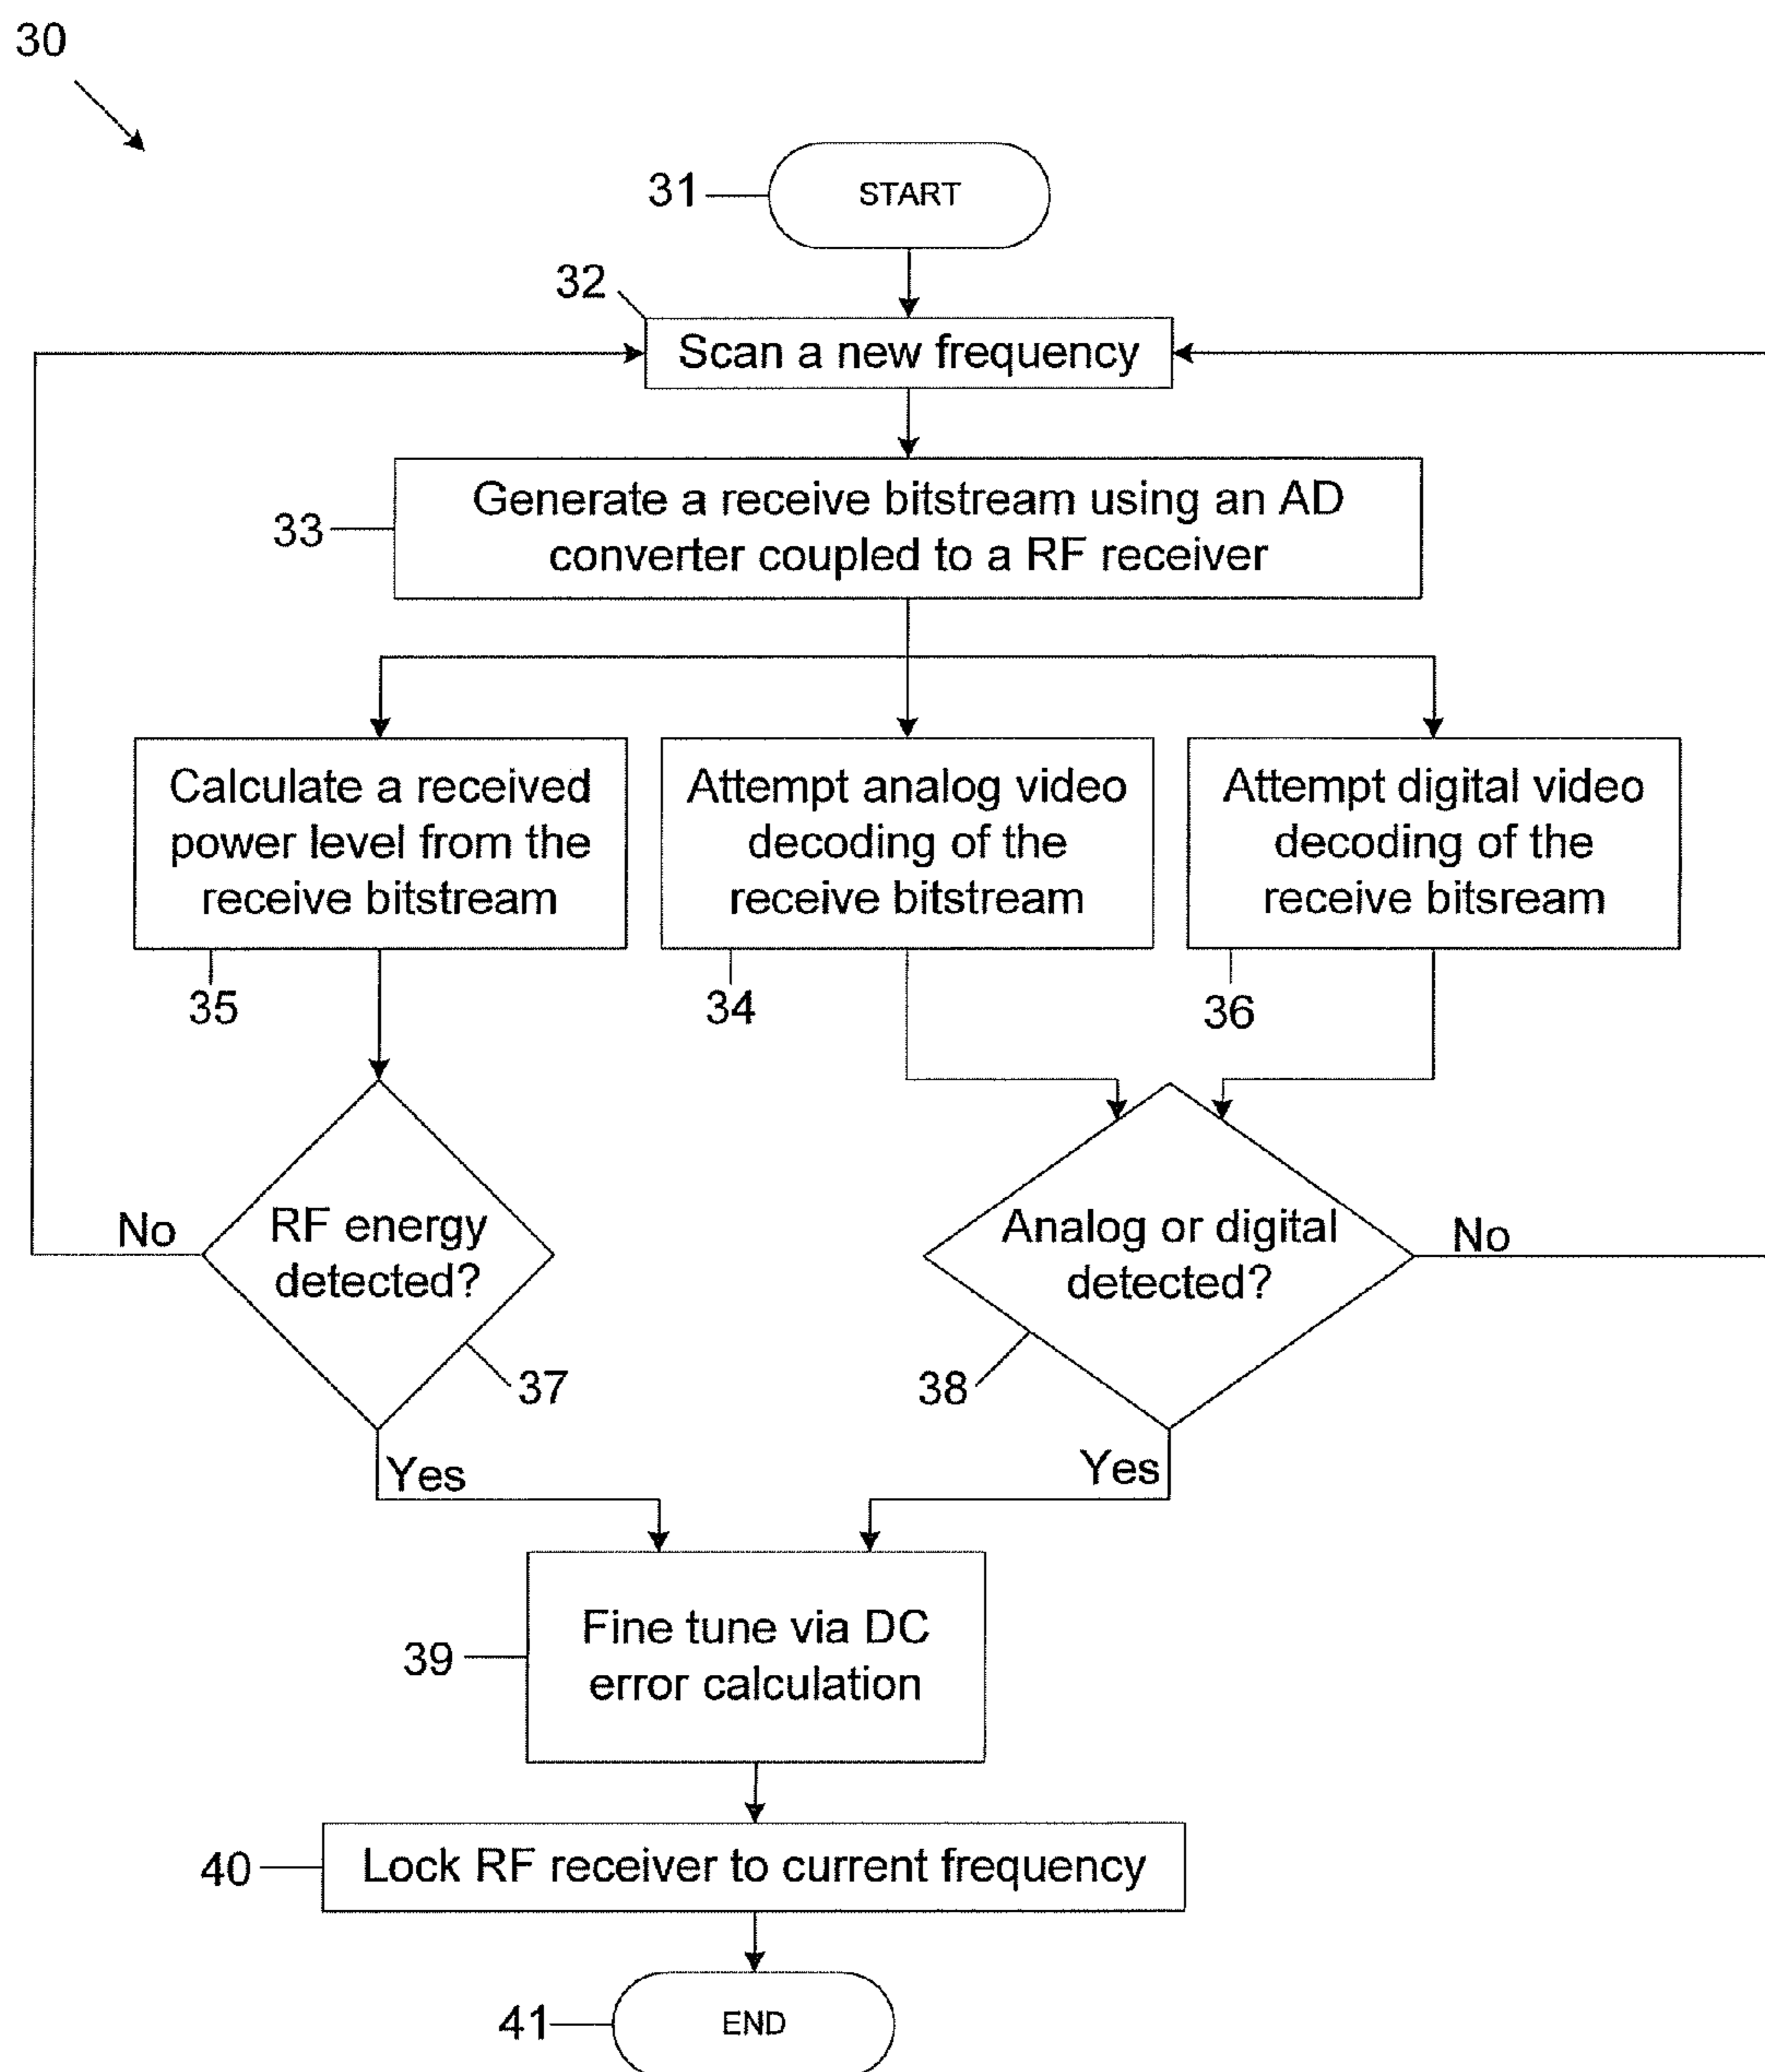 30
31
START
32
Scan a new frequency
33
Generate a receive bitstream using an AD
converter coupled to a RF receiver
Calculate a received
power level from the
receive bitstream
Attempt analog video
decoding of the
receive bitstream
Attempt digital video
decoding of the
receive bitsream
35
34
36
No
RF energy
detected?
Analog or digital
detected?
No
37
38
Yes
Yes
39
Fine tune via DC
error calculation
40
Lock RF receiver to current frequency
41
END